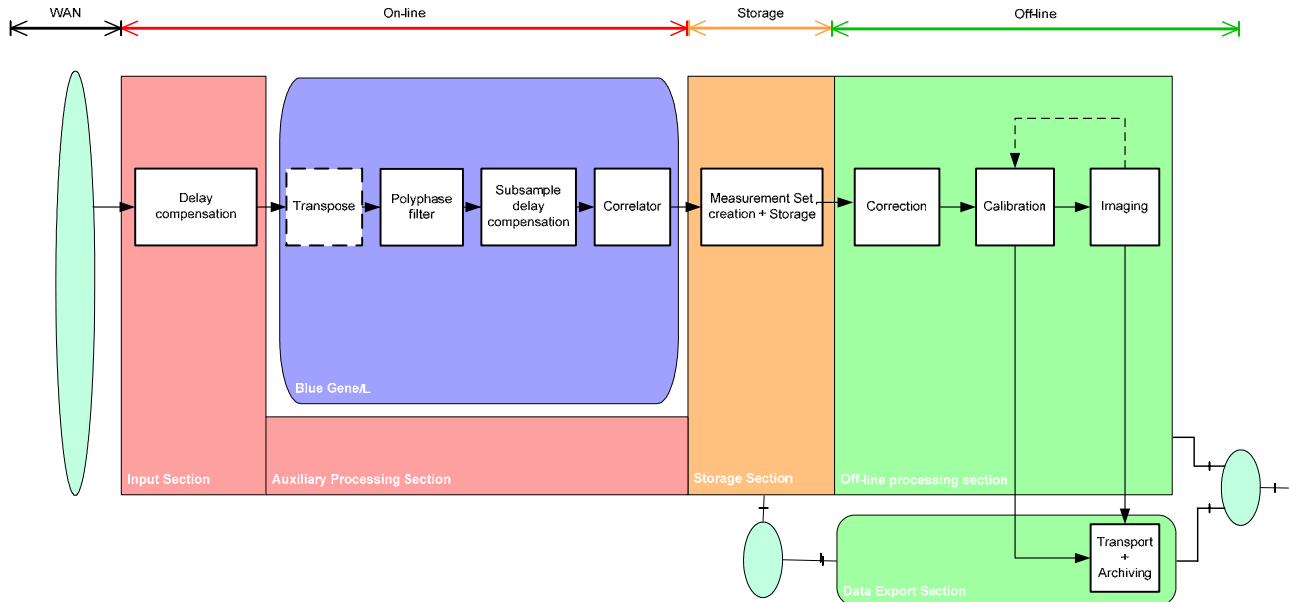 WAN
On-line
Storage
Off-line
Delay
compensation
Transpose
Polyphase
filter
Subsample
delay
compensation
Correlator
Measurement Set
creation + Storage
Correction
Calibration
Imaging
Blue Gene/L
Input Section
Auxiliary Processing Section
Storage Section
Off-line processing section
Transport
+
Archiving
Data Export Section